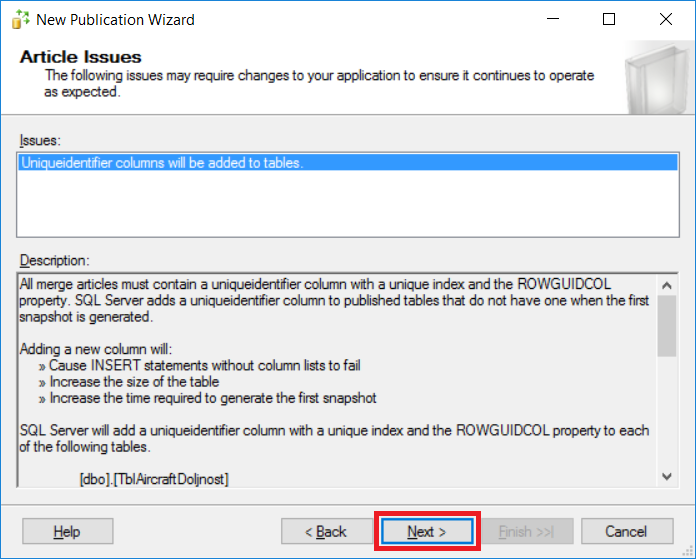 New Publication Wizard
Article Issues
The following issues may require changes to your application to ensure it continues to operate
as expected.
Issues:
Uniqueidentifier columns will be added to tables.
Description:
All merge articles must contain a uniqueidentifier column with a unique index and the ROWGUIDCOL
property. SQL Server adds a uniqueidentifier column to published tables that do not have one when the first
snapshot is generated.
Adding a new column will:
» Cause INSERT statements without column lists to fail
» Increase the size of the table
» Increase the time required to generate the first snapshot
SQL Server will add a uniqueidentifier column with a unique index and the ROWGUIDCOL property to each
of the following tables.
[dbo].[TblAircraftDoljnost]
Help
< Back
Next >
Finish >>|
Cancel